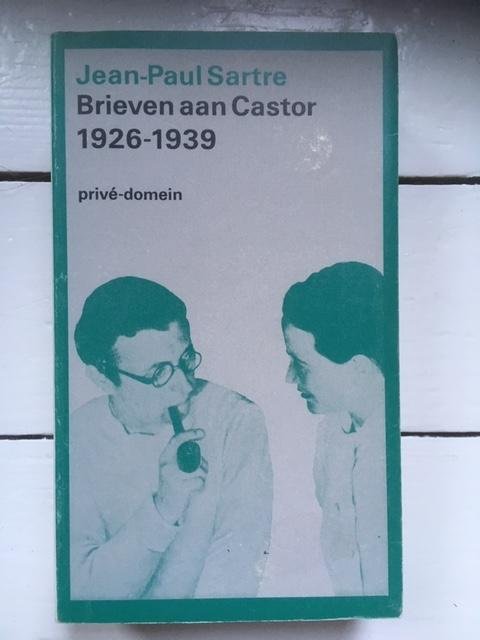 Jean-Paul Sartre
Brieven aan Castor
1926-1939
privé-domein